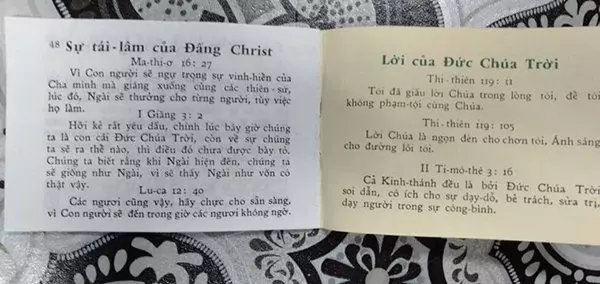 48 Sự tái-lâm của Đấng Christ
Ma-thi-ơ 16: 27
Vì Con người sẽ ngự trong sự vinh-hiển của
Cha mình mà giáng xuống cùng các thiên-sứ,
lúc đó, Ngài sẽ thưởng cho từng người, tùy việc
họ làm.
I Giăng 3: 2
Hỡi kẻ rất yêu dấu, chính lúc bây giờ chúng
ta là con cái Đức Chúa Trời, còn về sự chúng
ta sẽ ra thể nào, thì điều đó chưa được bày tỏ.
Chúng ta biết rằng khi Ngài hiện đến, chúng ta
sẽ giống như Ngài, vì sẽ thấy Ngài như vốn có
thật vậy.
Lu-ca 12: 40
Các ngươi cũng vậy, hãy chực cho sẵn sàng,
vì Con người sẽ đến trong giờ các ngươi không ngờ.
Lời của Đức Chúa Trời
Thi-thiên 119: 11
Tôi đã giấu lời Chúa trong lòng tôi, để tôi
không phạm-tội cùng Chúa.
Thi-thiên 119: 105
Lời Chúa là ngọn đèn cho chơn tôi, Ánh sáng
cho đường lối tôi.
II Ti-mô-thê 3: 16
Cả Kinh-thánh đều là bởi Đức Chúa Trời
soi dẫn, có ích cho sự dạy-dỗ, bẻ trách, sửa trị,
dạy người trong sự công-bình.